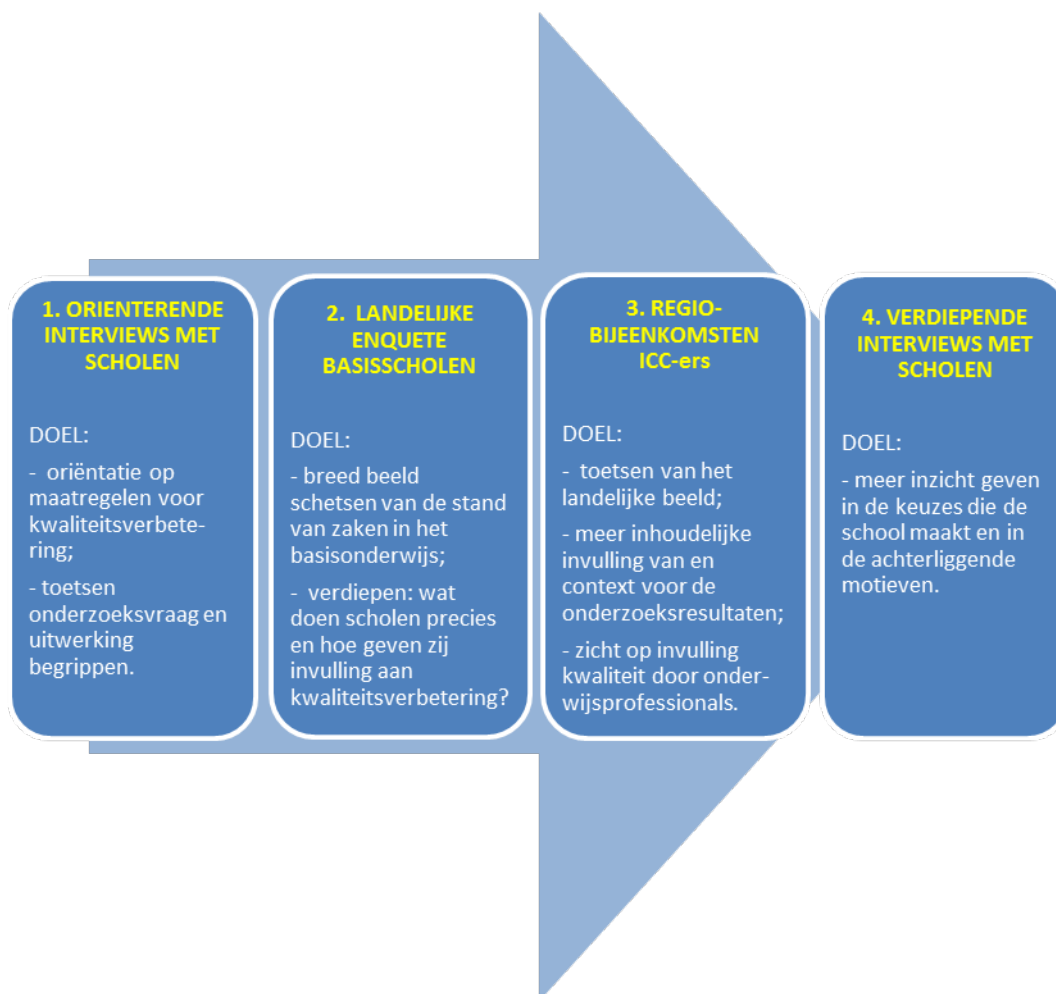 1. ORIENTERENDE
INTERVIEWS MET
SCHOLEN
DOEL:
- oriëntatie op
maatregelen voor
kwaliteitsverbete-
ring;
- toetsen
onderzoeksvraag en
uitwerking
begrippen.
2. LANDELIJKE
ENQUETE
BASISSCHOLEN
DOEL:
- breed beeld
schetsen van de stand
van zaken in het
basisonderwijs;
- verdiepen: wat
doen scholen precies
en hoe geven zij
invulling aan
kwaliteitsverbetering?
3. REGIO-
BIJEENKOMSTEN
ICC-ers
DOEL:
- toetsen van het
landelijke beeld;
- meer inhoudelijke
invulling van en
context voor de
onderzoeksresultaten;
- zicht op invulling
kwaliteit door onder-
wijsprofessionals.
4. VERDIEPENDE
INTERVIEWS MET
SCHOLEN
DOEL:
- meer inzicht geven
in de keuzes die de
school maakt en in
de achterliggende
motieven.